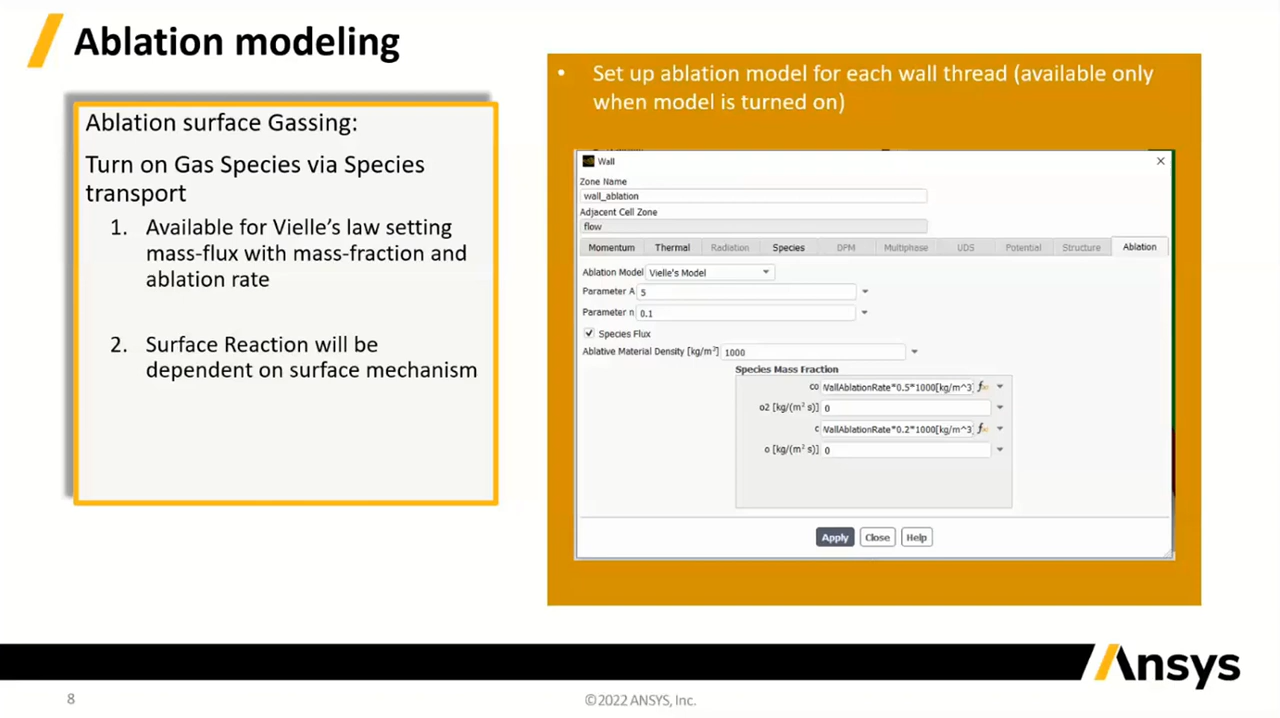 Ablation modeling
Ablation surface Gassing:
Turn on Gas Species via Species
transport
1. Available for Vielle's law setting
mass-flux with mass-fraction and
ablation rate
2. Surface Reaction will be
dependent on surface mechanism
• Set up ablation model for each wall thread (available only
when model is turned on)
Wall
Zone Name
wall_ablation
Adjacent Cell Zone
flow
Momentum Thermal Radiation Species DPM Multiphase UDS Potential Structure Ablation
Ablation Model Vielle's Model
Parameter A 5
Parameter n 0.1
Species Flux
Ablative Material Density [kg/m³] 1000
Species Mass Fraction
co WallAblationRate*0.5*1000[kg/m^3]
o2 [kg/(m² s)] 0
c WallAblationRate*0.2*1000[kg/m^3]
o [kg/(m² s)] 0
Apply Close Help
Ansys
8
©2022 ANSYS, Inc.